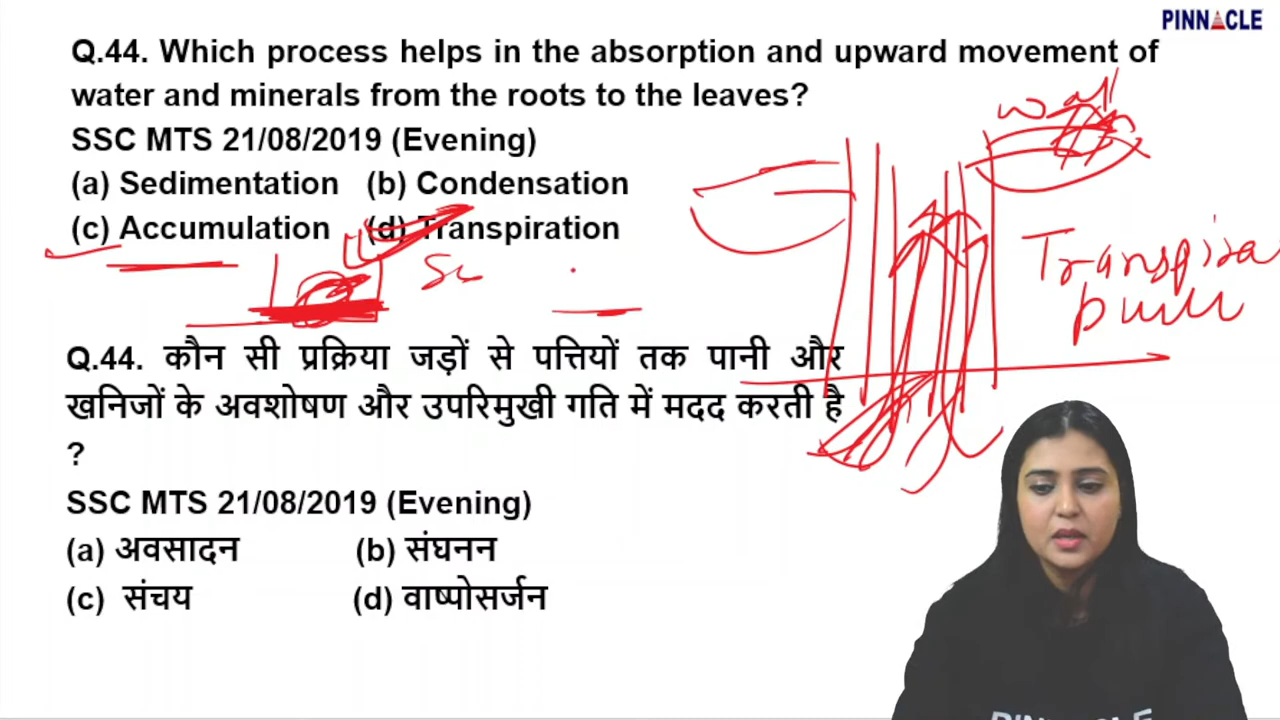 PINNACLE
Q.44. Which process helps in the absorption and upward movement of
water and minerals from the roots to the leaves?
SSC MTS 21/08/2019 (Evening)
(a) Sedimentation (b) Condensation
(c) Accumulation (d) Transpiration
Transpira
pull
Q.44. कौन सी प्रक्रिया जड़ों से पत्तियों तक पानी और
खनिजों के अवशोषण और उपरिमुखी गति में मदद करती है
?
SSC MTS 21/08/2019 (Evening)
(a) अवसादन (b) संघनन
(c) संचय (d) वाष्पोसर्जन
PINNACLE